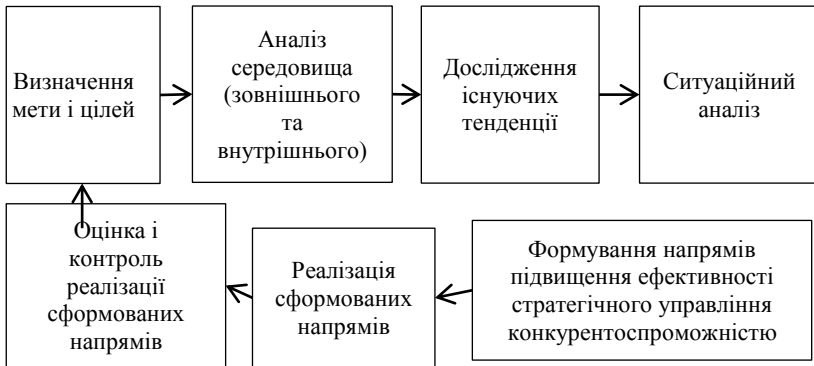 Визначення
мети і цілей
Аналіз
середовища
(зовнішнього
та
внутрішнього)
Дослідження
існуючих
тенденції
Ситуаційний
аналіз
Оцінка і
контроль
реалізації
сформованих
напрямів
Реалізація
сформованих
напрямів
Формування напрямів
підвищення ефективності
стратегічного управління
конкурентоспроможністю